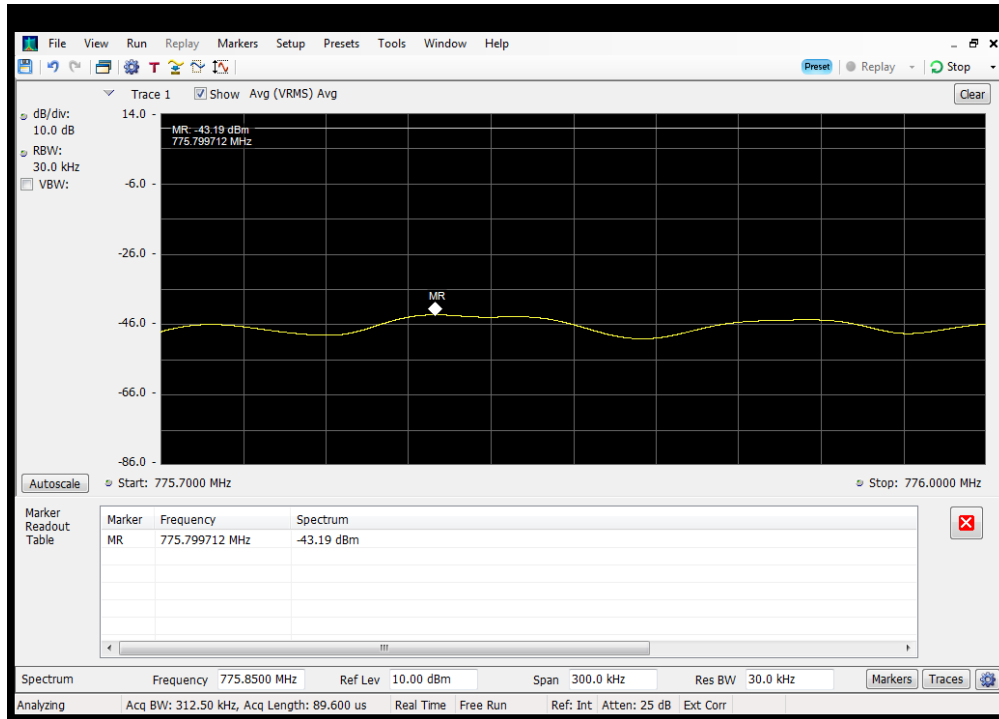 File View Run Replay Markers Setup Presets Tools Window Help
Preset Replay Stop
Trace 1 Show Avg (VRMS) Avg Clear
dB/div:
10.0 dB
RBW:
30.0 kHz
VBW:
14.0
MR: -43.19 dBm
775.799712 MHz
-6.0
-26.0
MR
-46.0
-66.0
-86.0
Autoscale Start: 775.7000 MHz Stop: 776.0000 MHz
Marker
Readout
Table
Marker Frequency Spectrum
MR 775.799712 MHz -43.19 dBm
Spectrum Frequency 775.8500 MHz Ref Lev 10.00 dBm Span 300.0 kHz Res BW 30.0 kHz Markers Traces
Analyzing Acq BW: 312.50 kHz, Acq Length: 89.600 us Real Time Free Run Ref: Int Atten: 25 dB Ext Corr